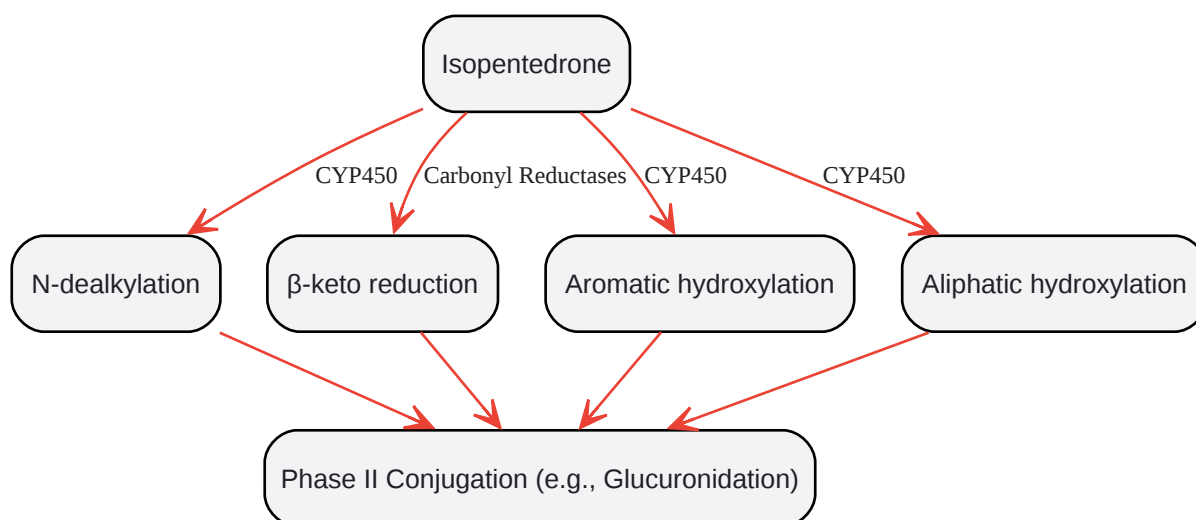 Isopentedrone
CYP450 Carbonyl Reductases CYP450 CYP450
N-dealkylation β-keto reduction Aromatic hydroxylation Aliphatic hydroxylation
Phase II Conjugation (e.g., Glucuronidation)